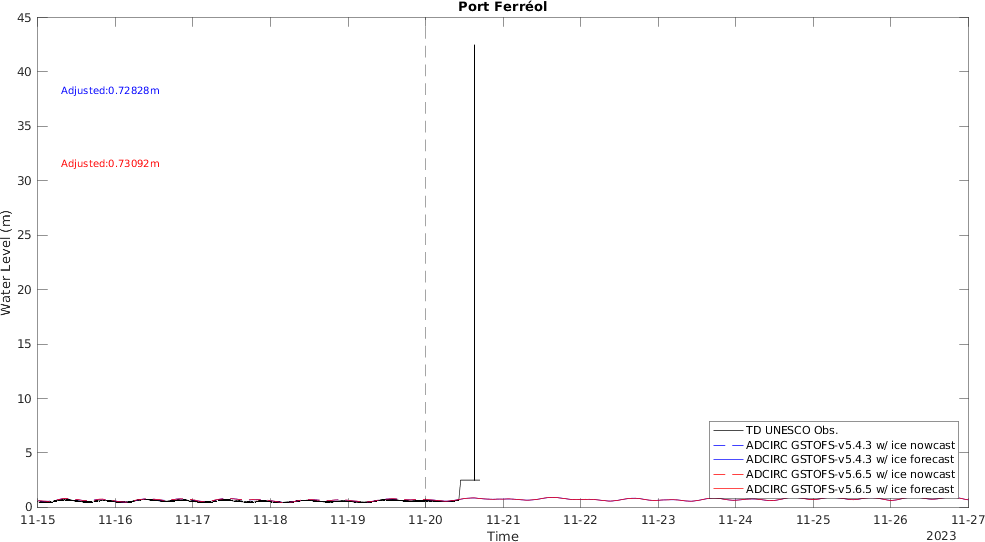 Port Ferréol
45
40
35
30
25
20
15
10
5
0
Water Level (m)
Adjusted:0.72828m
Adjusted:0.73092m
TD UNESCO Obs.
ADCIRC GSTOFS-v5.4.3 w/ ice nowcast
ADCIRC GSTOFS-v5.4.3 w/ ice forecast
ADCIRC GSTOFS-v5.6.5 w/ ice nowcast
ADCIRC GSTOFS-v5.6.5 w/ ice forecast
11-15 11-16 11-17 11-18 11-19 11-20 11-21 11-22 11-23 11-24 11-25 11-26 11-27
Time
2023